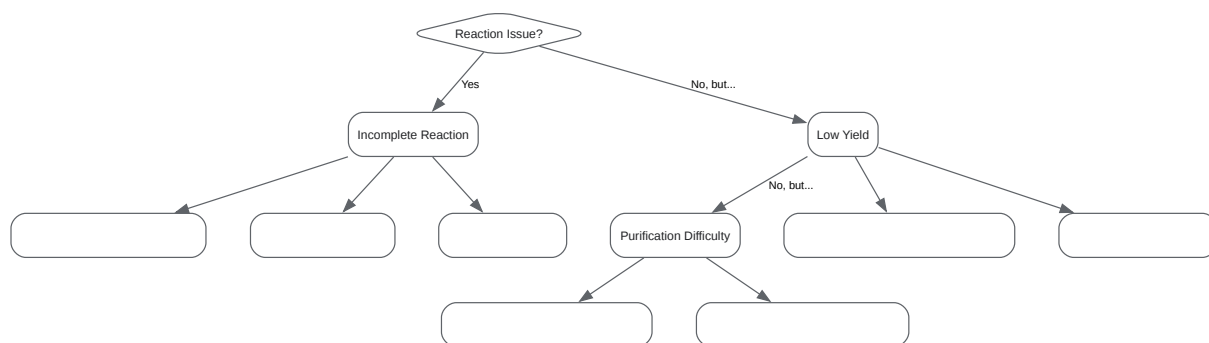 Reaction Issue?
Yes
No, but...
Incomplete Reaction
Low Yield
No, but...
Purification Difficulty